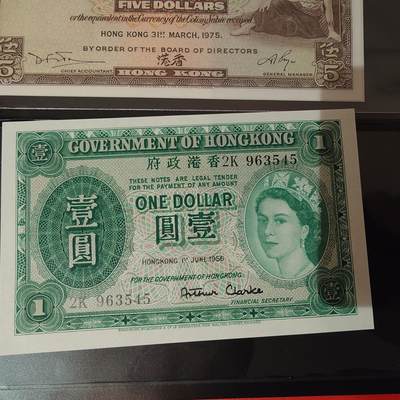 FIVE DOLLARS
or the equivalent in the Currency of the Colony value received
HONG KONG 31ST MARCH, 1975.
BY ORDER OF THE BOARD OF DIRECTORS
伍 5 港香 伍 5
CHIEF ACCOUNTANT GENERAL MANAGER
HONG KONG
壹 GOVERNMENT OF HONGKONG 1
府政港香 2K 963545
THESE NOTES ARE LEGAL TENDER
FOR THE PAYMENT OF ANY AMOUNT
壹圓 ONE DOLLAR
圓壹
HONGKONG 1ST JUNE 1956
FOR THE GOVERNMENT OF HONGKONG.
1 2K 963545 Arthur Clarke 壹
FINANCIAL SECRETARY.